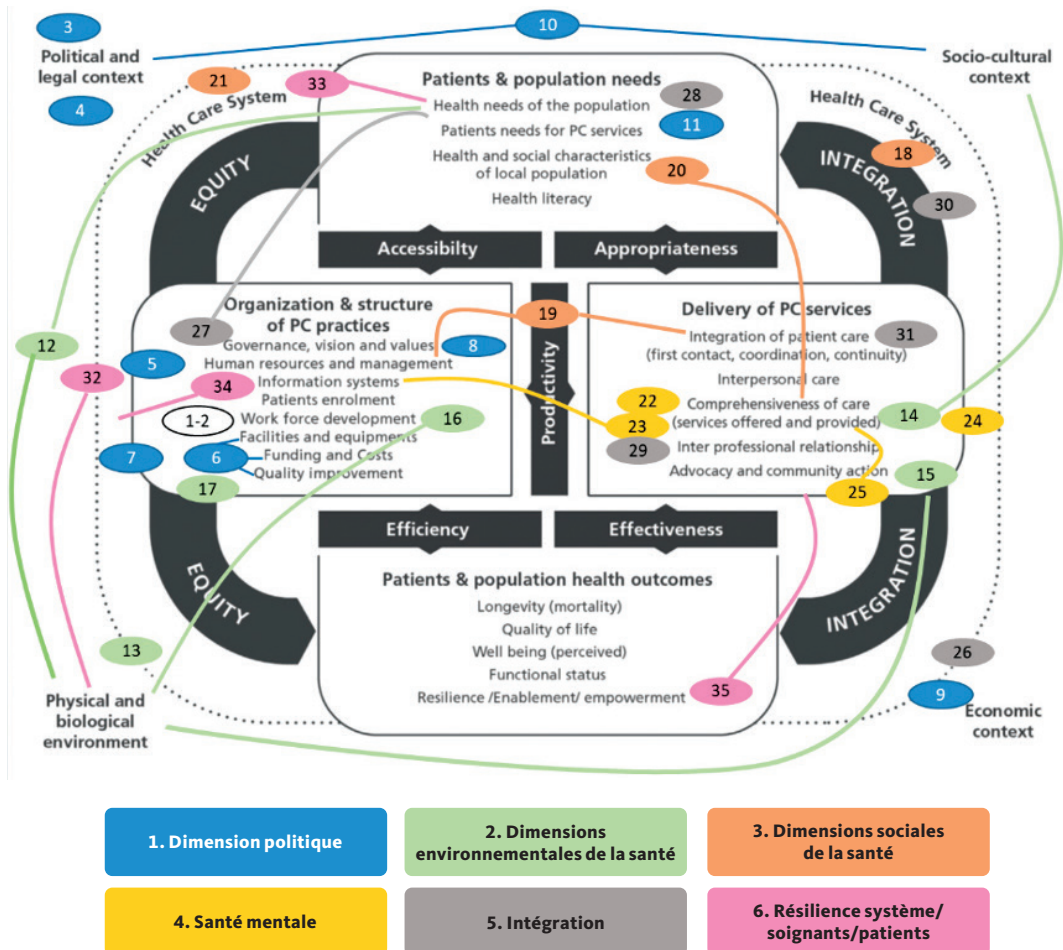 3
10
Political and
legal context
4
Socio-cultural
context
21
33
Health Care System
Patients & population needs
Health needs of the population
28
Patients needs for PC services
11
Health and social characteristics
of local population
20
Health literacy
Health Care System
18
30
EQUITY
INTEGRATION
Accessibilty
Appropriateness
Organization & structure
of PC practices
27
Governance, vision and values
8
Human resources and management
5
34
Information systems
Patients enrolment
1-2
Work force development
16
Facilities and equipments
7
6
Funding and Costs
Quality improvement
17
12
32
19
Productivity
Delivery of PC services
Integration of patient care
31
(first contact, coordination, continuity)
Interpersonal care
22
Comprehensiveness of care
14
24
23
(services offered and provided)
29
Inter professional relationship
Advocacy and community action
15
25
Efficiency
Effectiveness
EQUITY
INTEGRATION
Patients & population health outcomes
Longevity (mortality)
Quality of life
Well being (perceived)
Functional status
Resilience /Enablement/ empowerment
35
13
Physical and
biological
environment
26
9
Economic
context
1. Dimension politique
2. Dimensions
environnementales de la santé
3. Dimensions sociales
de la santé
4. Santé mentale
5. Intégration
6. Résilience système/
soignants/patients